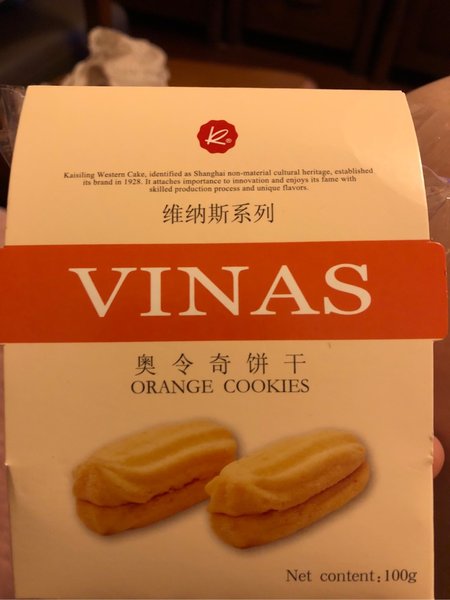 R®
Kaisiling Western Cake, identified as Shanghai non-material cultural heritage, established
its brand in 1928. It attaches importance to innovation and enjoys its fame with
skilled production process and unique flavors.
维纳斯系列
VINAS
奥令奇饼干
ORANGE COOKIES
Net content: 100g